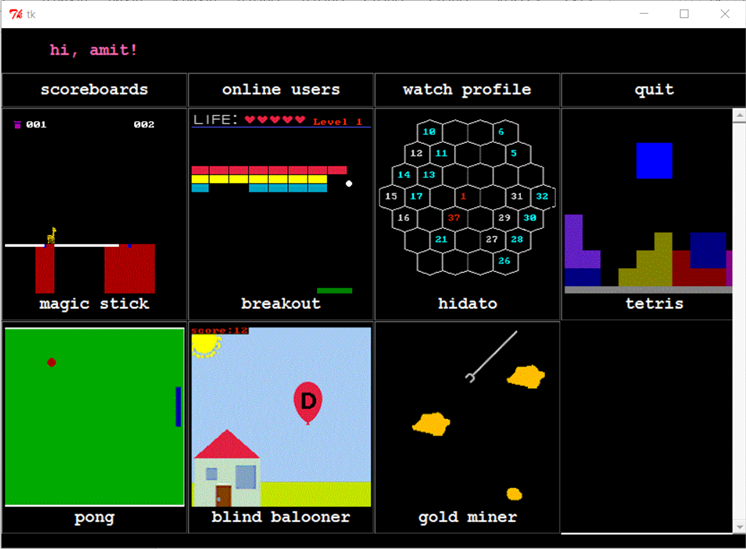 tk
hi, amit!
scoreboards online users watch profile quit
001 002
LIFE: Level 1
10 6
12 11 5
14 13
15 17 1 31 32
16 37 29 30
21 27 28
26
magic stick breakout hidato tetris
score:12
D
pong blind balooner gold miner